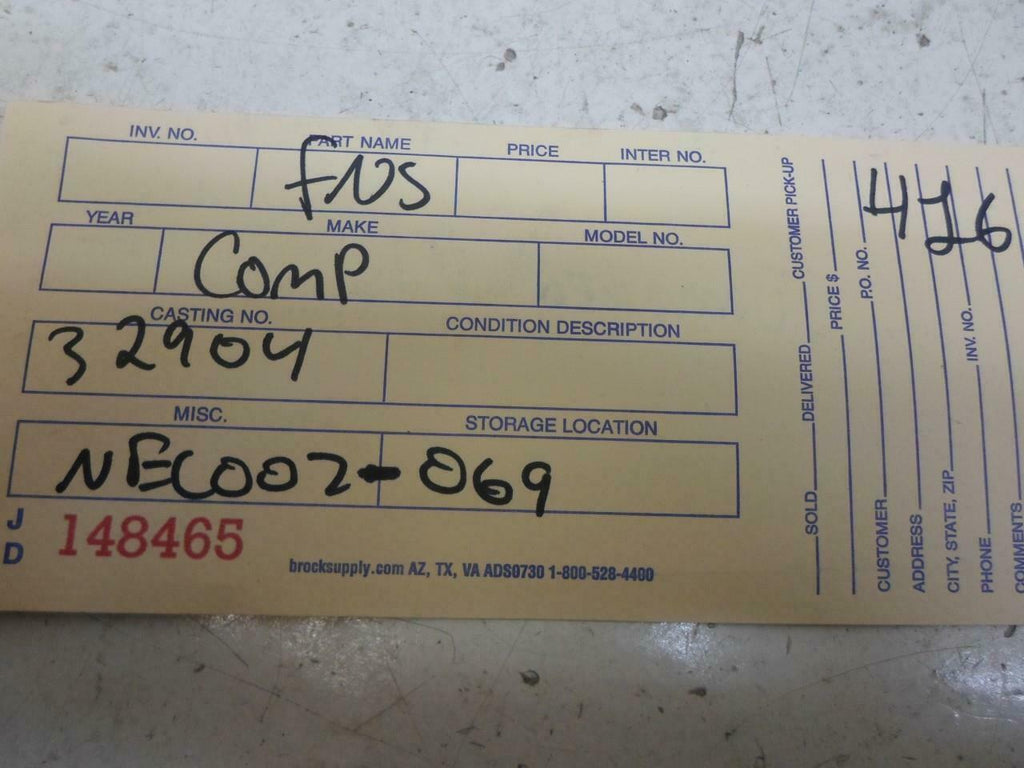 INV. NO. PART NAME PRICE INTER NO.
FNS
YEAR MAKE MODEL NO.
COMP
CASTING NO. CONDITION DESCRIPTION
32904
MISC. STORAGE LOCATION
NEC002-069
J D 148465
brocksupply.com AZ, TX, VA ADS0730 1-800-528-4400
SOLD DELIVERED CUSTOMER PICK-UP
PRICE $
P.O. NO.
CUSTOMER
ADDRESS
CITY, STATE, ZIP
PHONE INV. NO.
COMMENTS
416